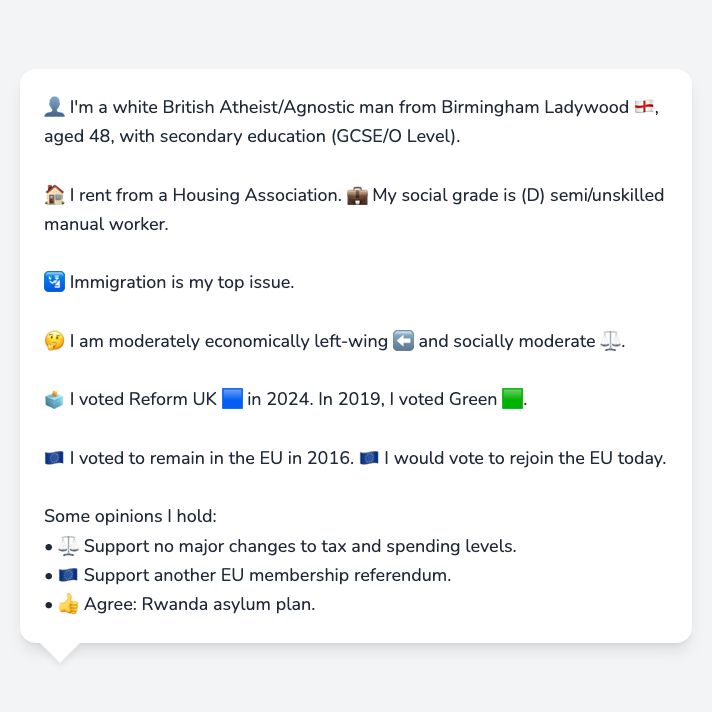 👤 I'm a white British Atheist/Agnostic man from Birmingham Ladywood 🏴󠁧󠁢󠁥󠁮󠁧󠁿,
aged 48, with secondary education (GCSE/O Level).
🏠 I rent from a Housing Association. 💼 My social grade is (D) semi/unskilled
manual worker.
🛂 Immigration is my top issue.
🤔 I am moderately economically left-wing ⬅️ and socially moderate ⚖️.
🗳️ I voted Reform UK 🟦 in 2024. In 2019, I voted Green 🟩.
🇪🇺 I voted to remain in the EU in 2016. 🇪🇺 I would vote to rejoin the EU today.
Some opinions I hold:
• ⚖️ Support no major changes to tax and spending levels.
• 🇪🇺 Support another EU membership referendum.
• 👍 Agree: Rwanda asylum plan.